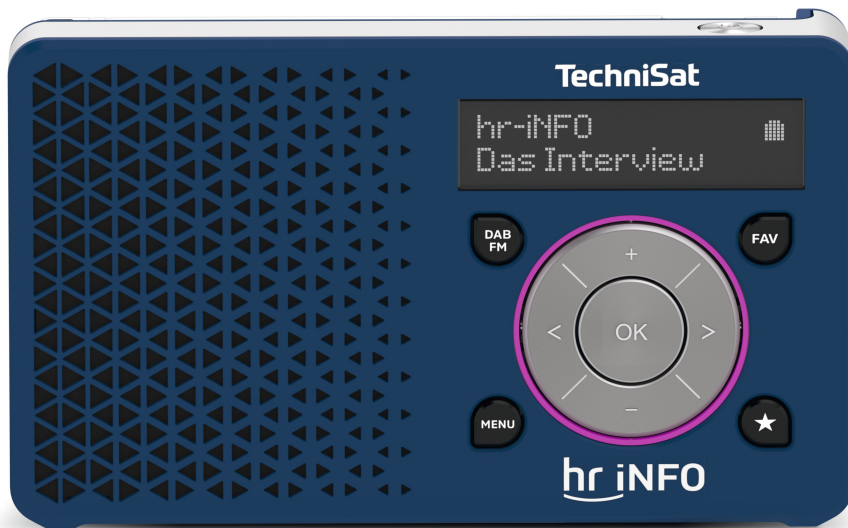 TechniSat
hr-iNFO
Das Interview
DAB
FM
FAV
+
< OK >
−
MENU
★
hr iNFO